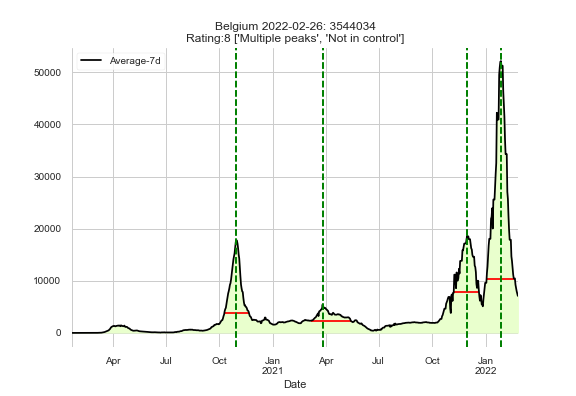 Belgium 2022-02-26: 3544034
Rating:8 ['Multiple peaks', 'Not in control']
Average-7d
50000
40000
30000
20000
10000
0
Apr Jul Oct Jan Apr Jul Oct Jan
2021 2022
Date